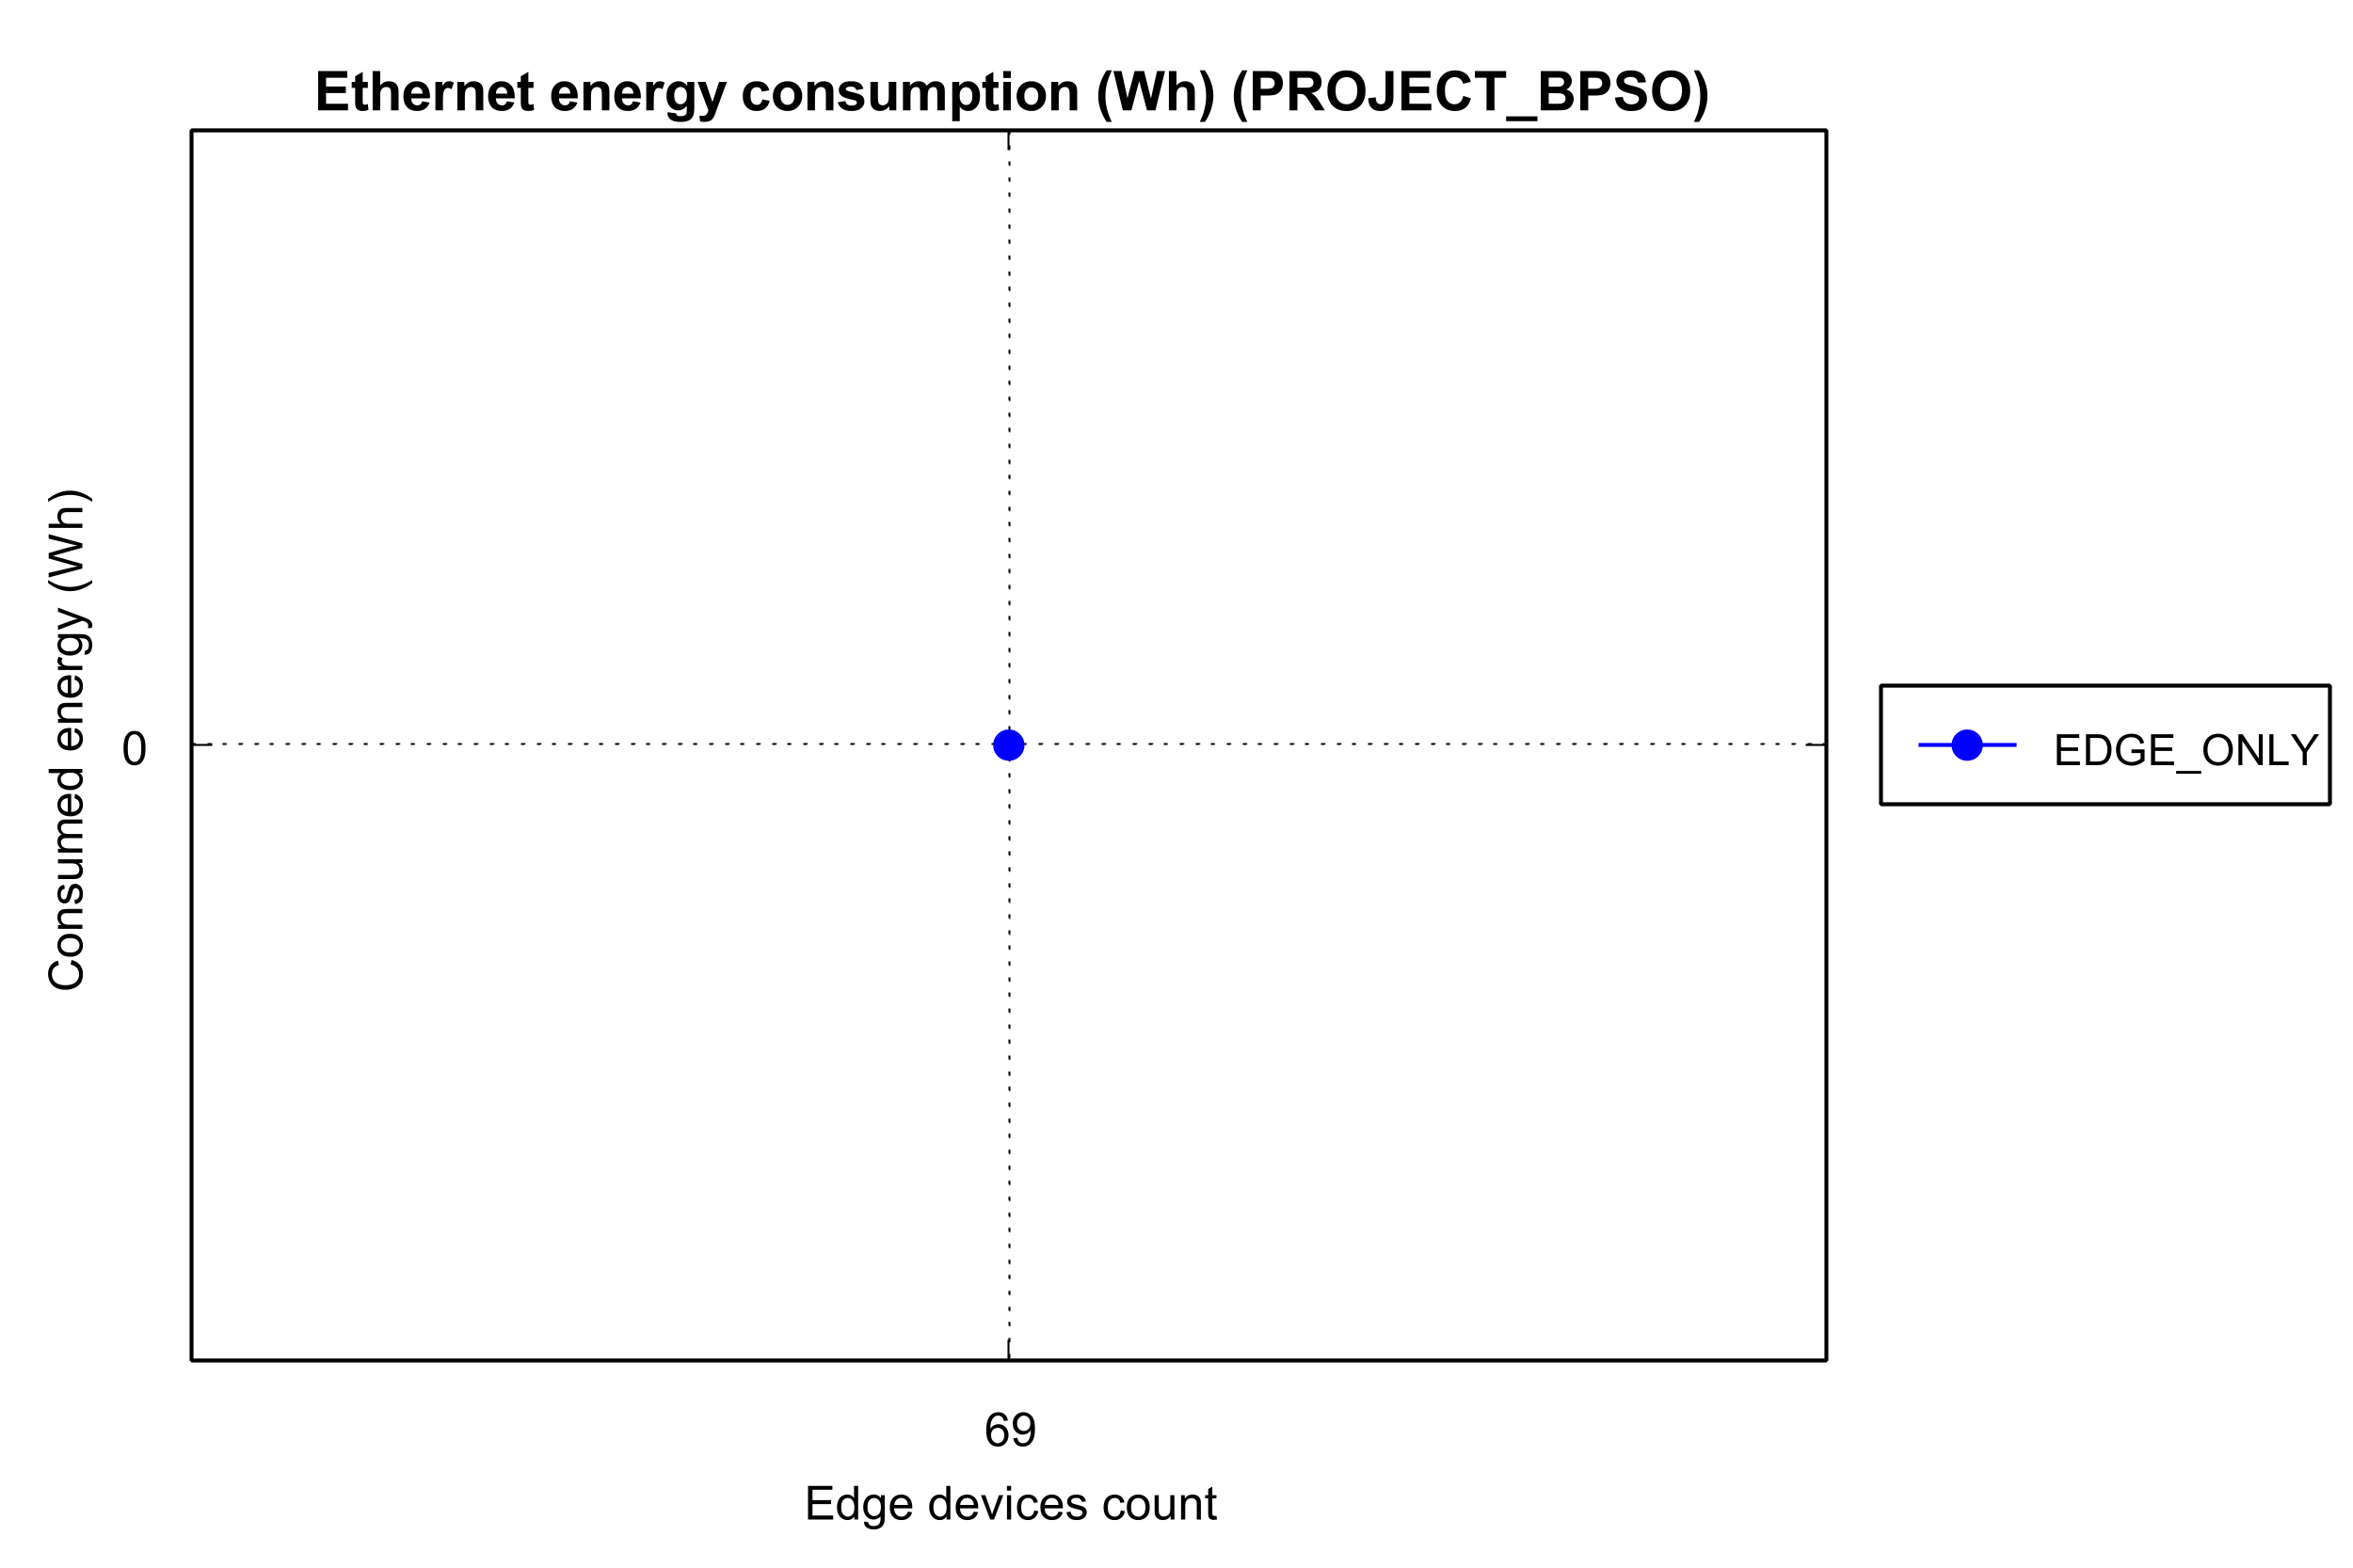 Ethernet energy consumption (Wh) (PROJECT_BPSO)
Consumed energy (Wh)
0
EDGE_ONLY
69
Edge devices count